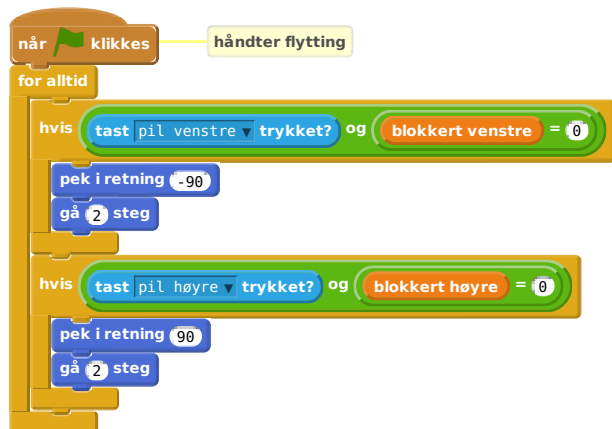 når klikkes håndter flytting
for alltid
hvis tast pil venstre ▾ trykket? og blokkert venstre = 0
pek i retning -90
gå 2 steg
hvis tast pil høyre ▾ trykket? og blokkert høyre = 0
pek i retning 90
gå 2 steg